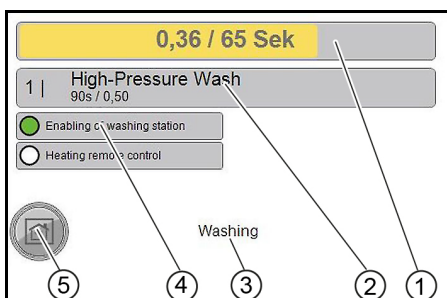 0,36 / 65 Sek
1 | High-Pressure Wash
90s / 0,50
Enabling of washing station
Heating remote control
Washing
5 4 3 2 1